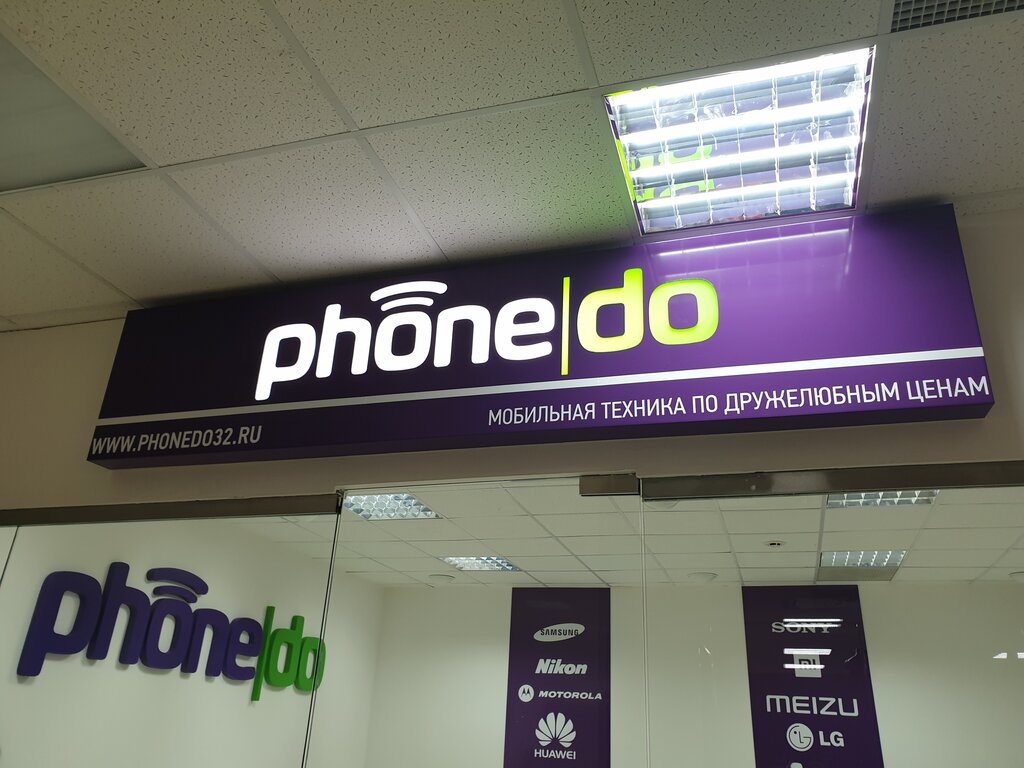 phone|do
МОБИЛЬНАЯ ТЕХНИКА ПО ДРУЖЕЛЮБНЫМ ЦЕНАМ
WWW.PHONEDO32.RU
phone|do
SAMSUNG
Nikon
MOTOROLA
HUAWEI
SONY
mi
MEIZU
LG